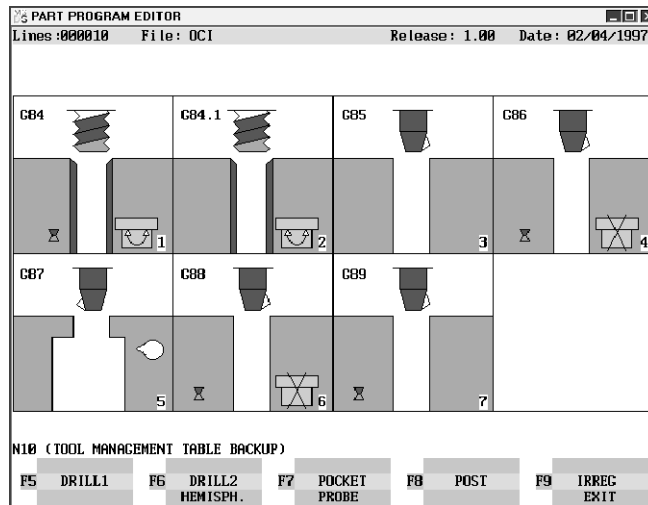 PART PROGRAM EDITOR
Lines:000010 File: OCI Release: 1.00 Date: 02/04/1997
G84 G84.1 G85 G86
1 2 3 4
G87 G88 G89
5 6 7
N10 (TOOL MANAGEMENT TABLE BACKUP)
F5 DRILL1 F6 DRILL2 F7 POCKET F8 POST F9 IRREG
HEMISPH. PROBE EXIT